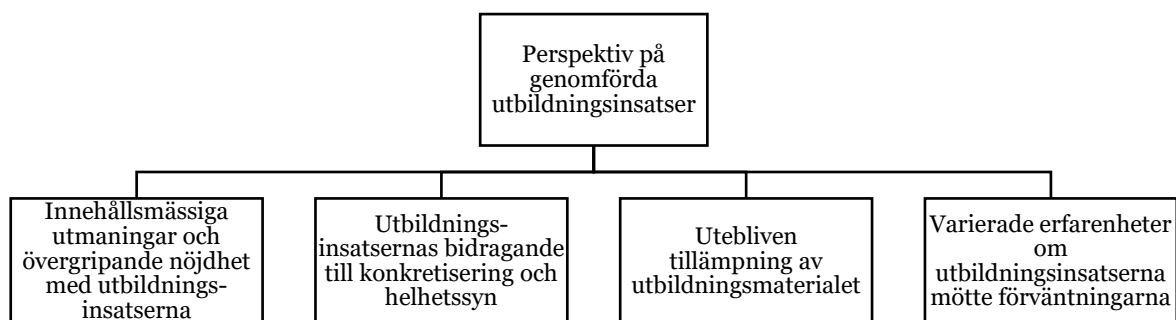 Perspektiv på
genomförda
utbildningsinsatser
Innehållsmässiga
utmaningar och
övergripande nöjdhet
med utbildnings-
insatserna
Utbildnings-
insatsernas bidragande
till konkretisering och
helhetssyn
Utebliven
tillämpning av
utbildningsmaterialet
Varierade erfarenheter
om
utbildningsinsatserna
mötte förväntningarna